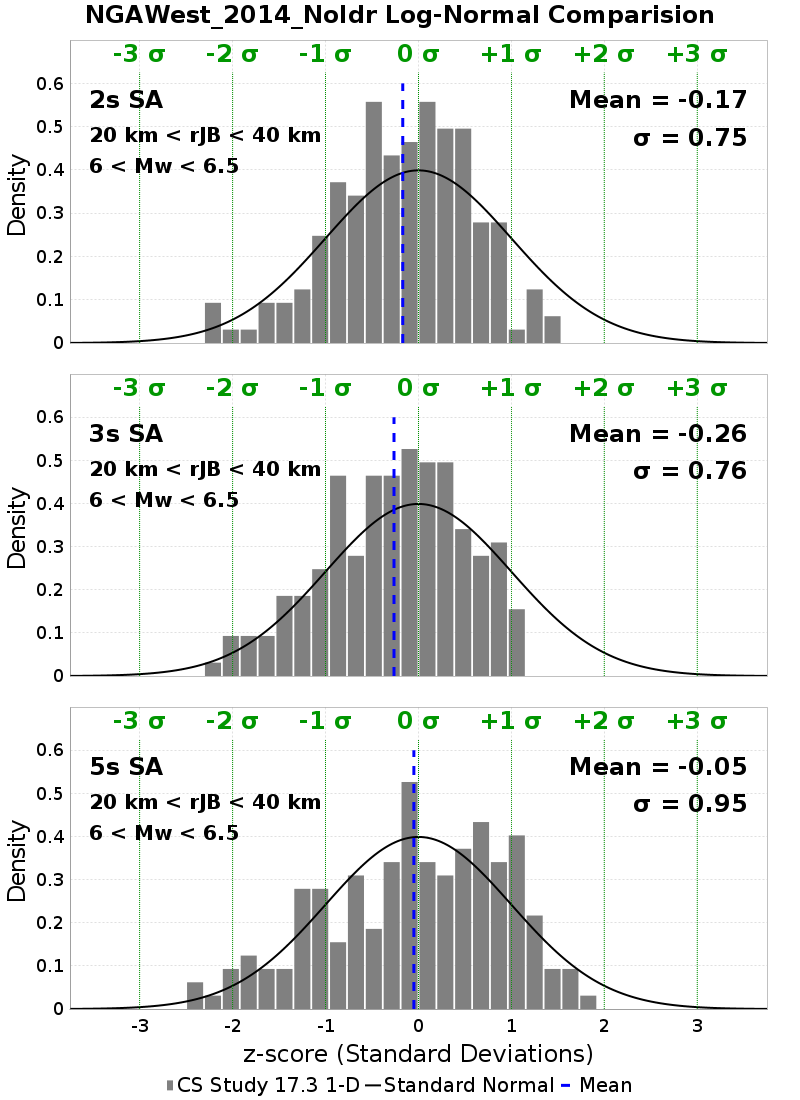 NGAWest_2014_NoIdr Log-Normal Comparision
-3 σ -2 σ -1 σ 0 σ +1 σ +2 σ +3 σ
0.6
2s SA
Mean = -0.17
0.5
20 km < rJB < 40 km
σ = 0.75
6 < Mw < 6.5
0.4
0.3
0.2
0.1
0
Density
-3 σ -2 σ -1 σ 0 σ +1 σ +2 σ +3 σ
0.6
3s SA
Mean = -0.26
0.5
20 km < rJB < 40 km
σ = 0.76
6 < Mw < 6.5
0.4
0.3
0.2
0.1
0
Density
-3 σ -2 σ -1 σ 0 σ +1 σ +2 σ +3 σ
0.6
5s SA
Mean = -0.05
0.5
20 km < rJB < 40 km
σ = 0.95
6 < Mw < 6.5
0.4
0.3
0.2
0.1
0
Density
-3 -2 -1 0 1 2 3
z-score (Standard Deviations)
CS Study 17.3 1-D Standard Normal Mean